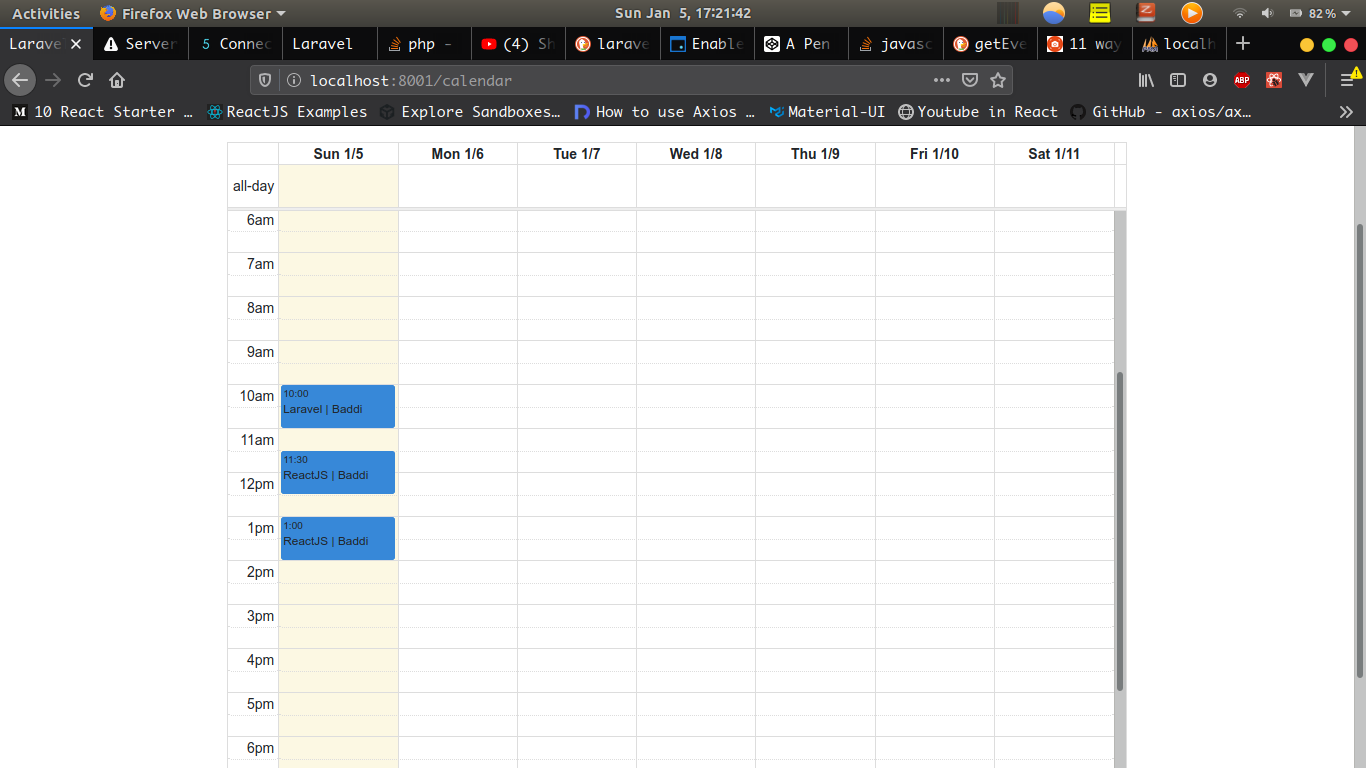 Activities Firefox Web Browser Sun Jan 5, 17:21:42 82%
Larave Server 5 Connec Laravel php - (4) Sh larave Enable A Pen javasc getEve 11 way localh
localhost:8001/calendar ABP
M 10 React Starter … ReactJS Examples Explore Sandboxes… How to use Axios … Material-UI Youtube in React GitHub - axios/ax…
Sun 1/5 Mon 1/6 Tue 1/7 Wed 1/8 Thu 1/9 Fri 1/10 Sat 1/11
all-day
6am
7am
8am
9am
10am 10:00
Laravel | Baddi
11am
11:30
ReactJS | Baddi
12pm
1pm 1:00
ReactJS | Baddi
2pm
3pm
4pm
5pm
6pm